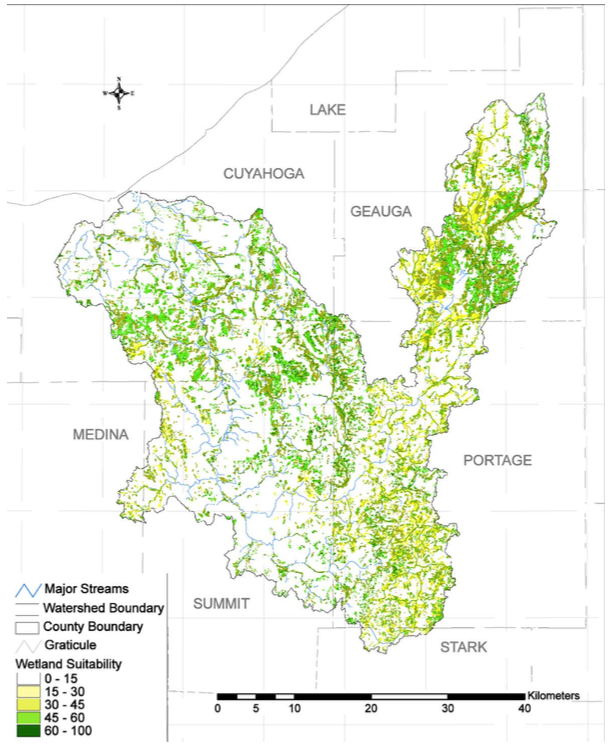 N
W E
S
LAKE
CUYAHOGA
GEAUGA
MEDINA
PORTAGE
SUMMIT
STARK
Major Streams
Watershed Boundary
County Boundary
Graticule
Wetland Suitability
0 - 15
15 - 30
30 - 45
45 - 60
60 - 100
Kilometers
0 5 10 20 30 40